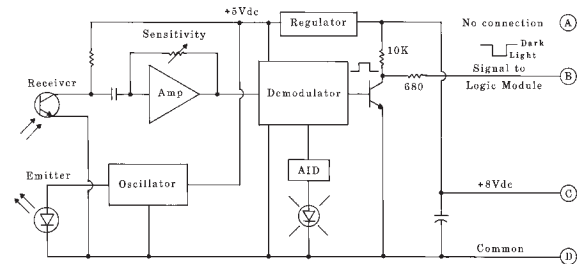 +5Vdc
Regulator
No connection
A
Sensitivity
10K
Dark
Light
Receiver
Signal to
Logic Module
B
680
Amp
Demodulator
Emitter
Oscillator
AID
+8Vdc
C
Common
D